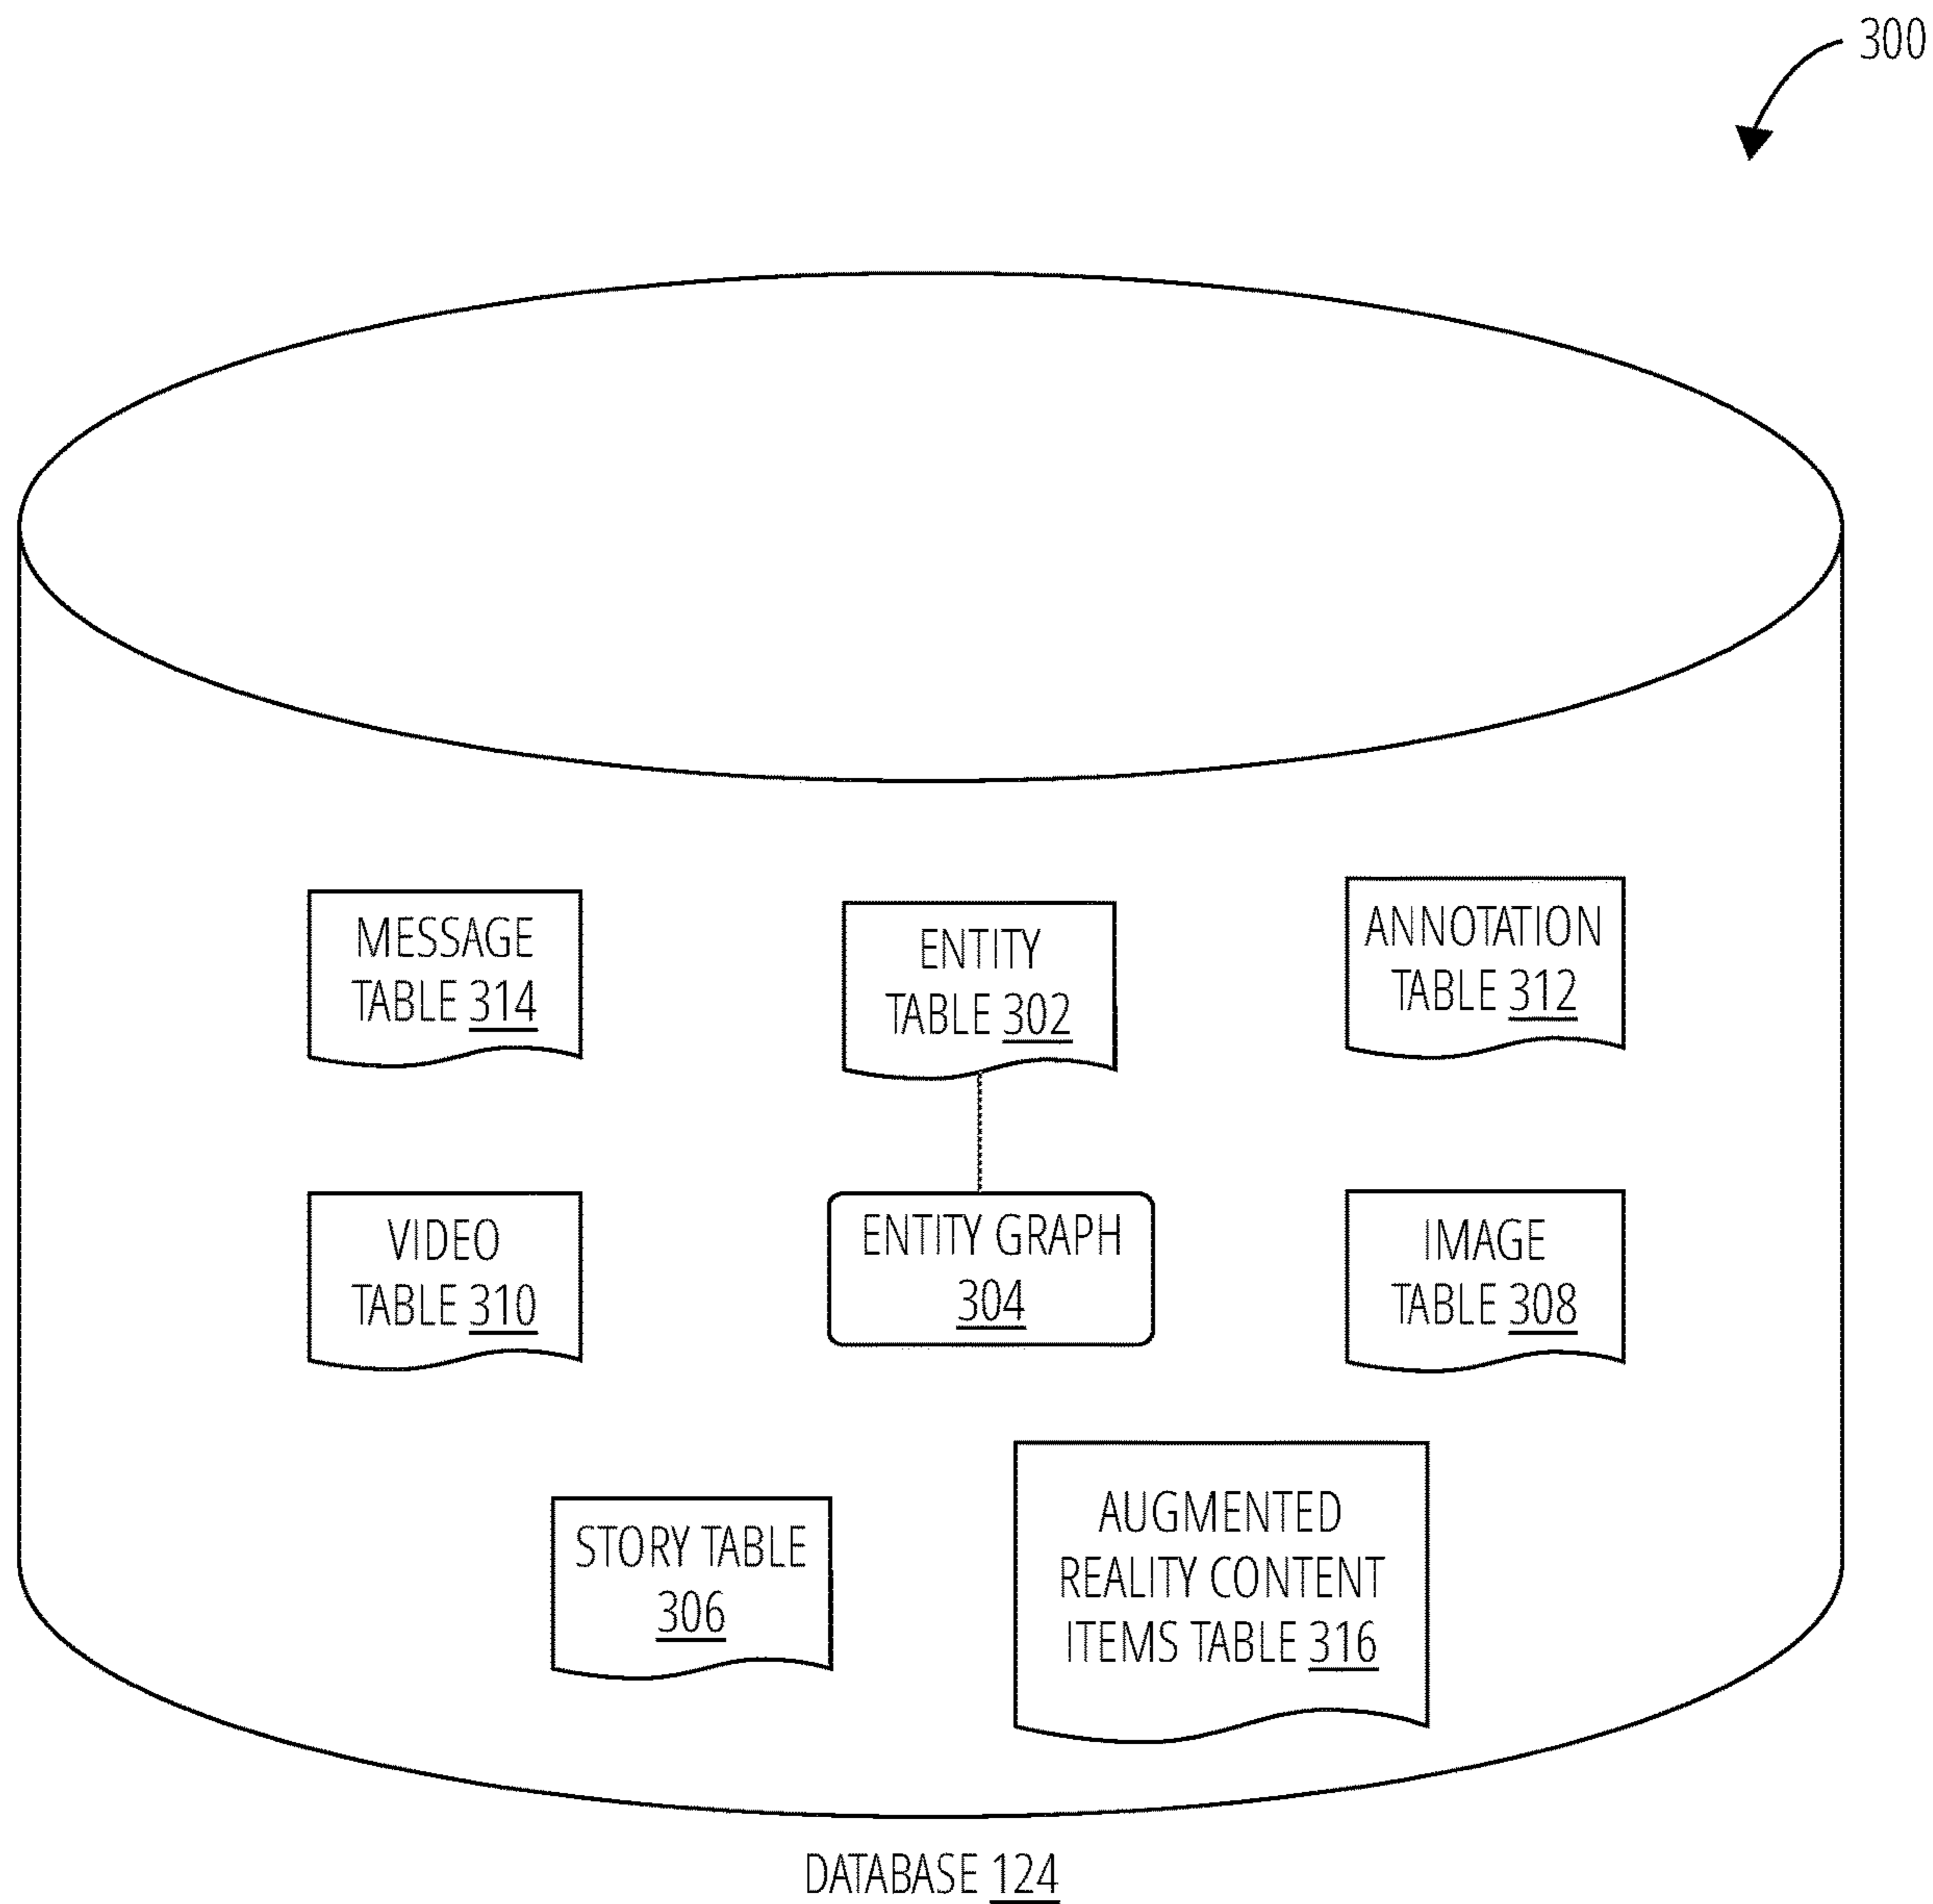 300
MESSAGE
TABLE 314
ENTITY
TABLE 302
ANNOTATION
TABLE 312
VIDEO
TABLE 310
ENTITY GRAPH
304
IMAGE
TABLE 308
STORY TABLE
306
AUGMENTED
REALITY CONTENT
ITEMS TABLE 316
DATABASE 124